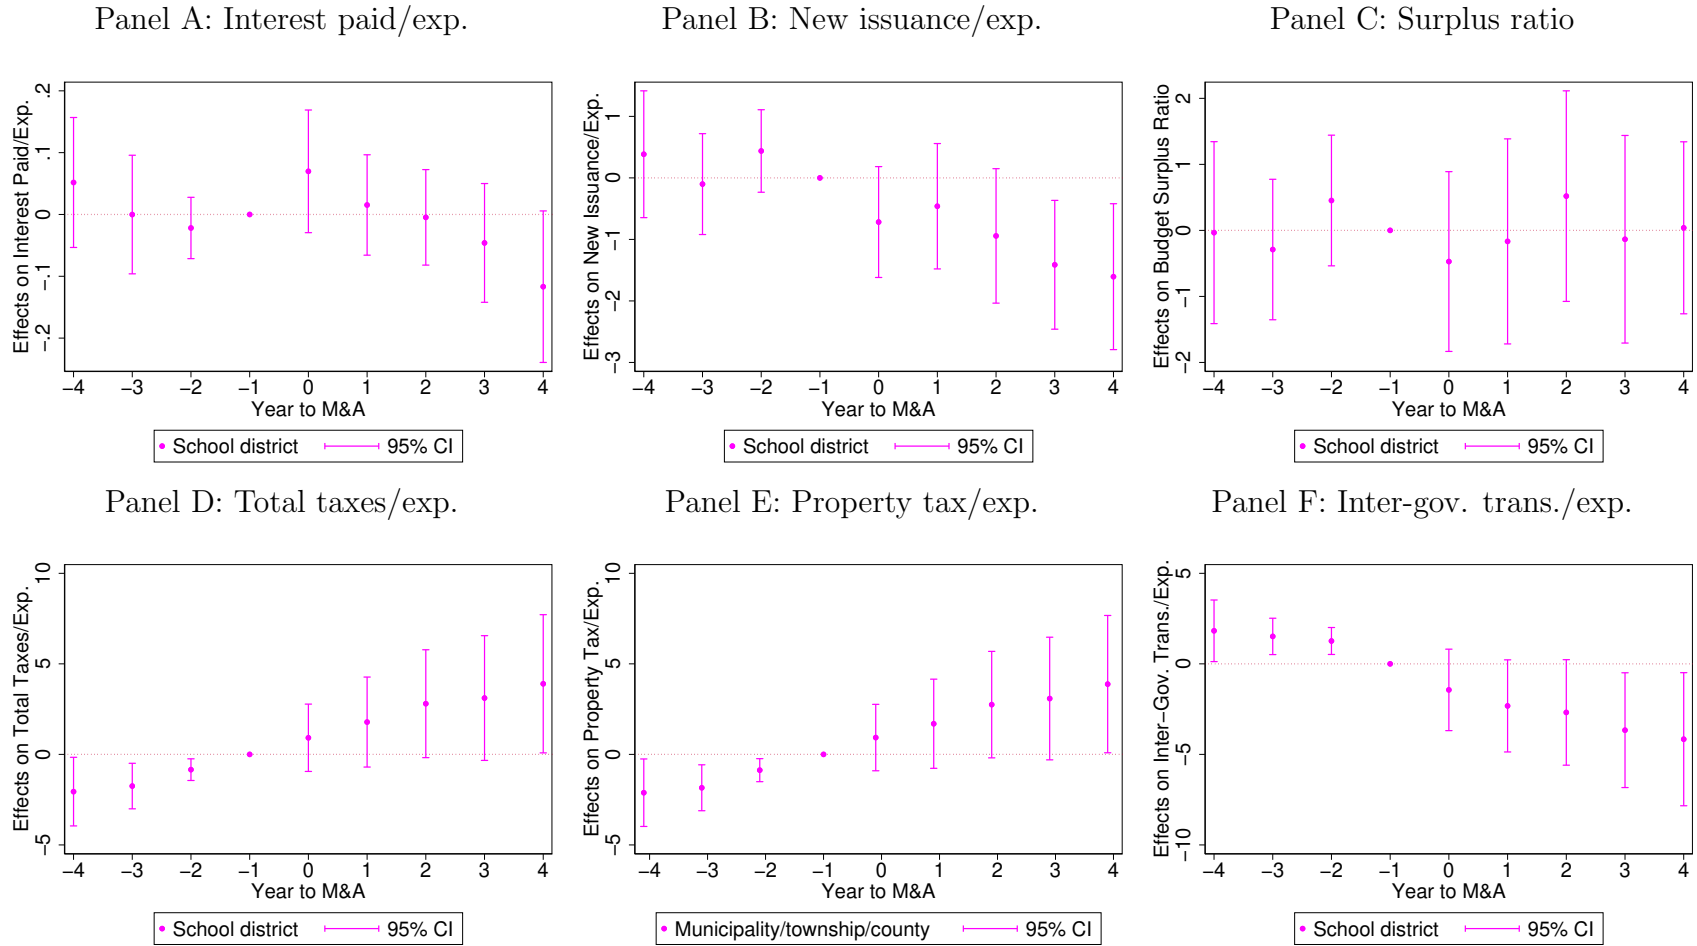 Panel A: Interest paid/exp.
Effects on Interest Paid/Exp.
.2
.1
0
−.1
−.2
−4 −3 −2 −1 0 1 2 3 4
Year to M&A
School district 95% CI
Panel B: New issuance/exp.
Effects on New Issuance/Exp.
1
0
−1
−2
−3
−4 −3 −2 −1 0 1 2 3 4
Year to M&A
School district 95% CI
Panel C: Surplus ratio
Effects on Budget Surplus Ratio
2
1
0
−1
−2
−4 −3 −2 −1 0 1 2 3 4
Year to M&A
School district 95% CI
Panel D: Total taxes/exp.
Effects on Total Taxes/Exp.
10
5
0
−5
−4 −3 −2 −1 0 1 2 3 4
Year to M&A
School district 95% CI
Panel E: Property tax/exp.
Effects on Property Tax/Exp.
10
5
0
−5
−4 −3 −2 −1 0 1 2 3 4
Year to M&A
Municipality/township/county 95% CI
Panel F: Inter-gov. trans./exp.
Effects on Inter−Gov. Trans./Exp.
5
0
−5
−10
−4 −3 −2 −1 0 1 2 3 4
Year to M&A
School district 95% CI